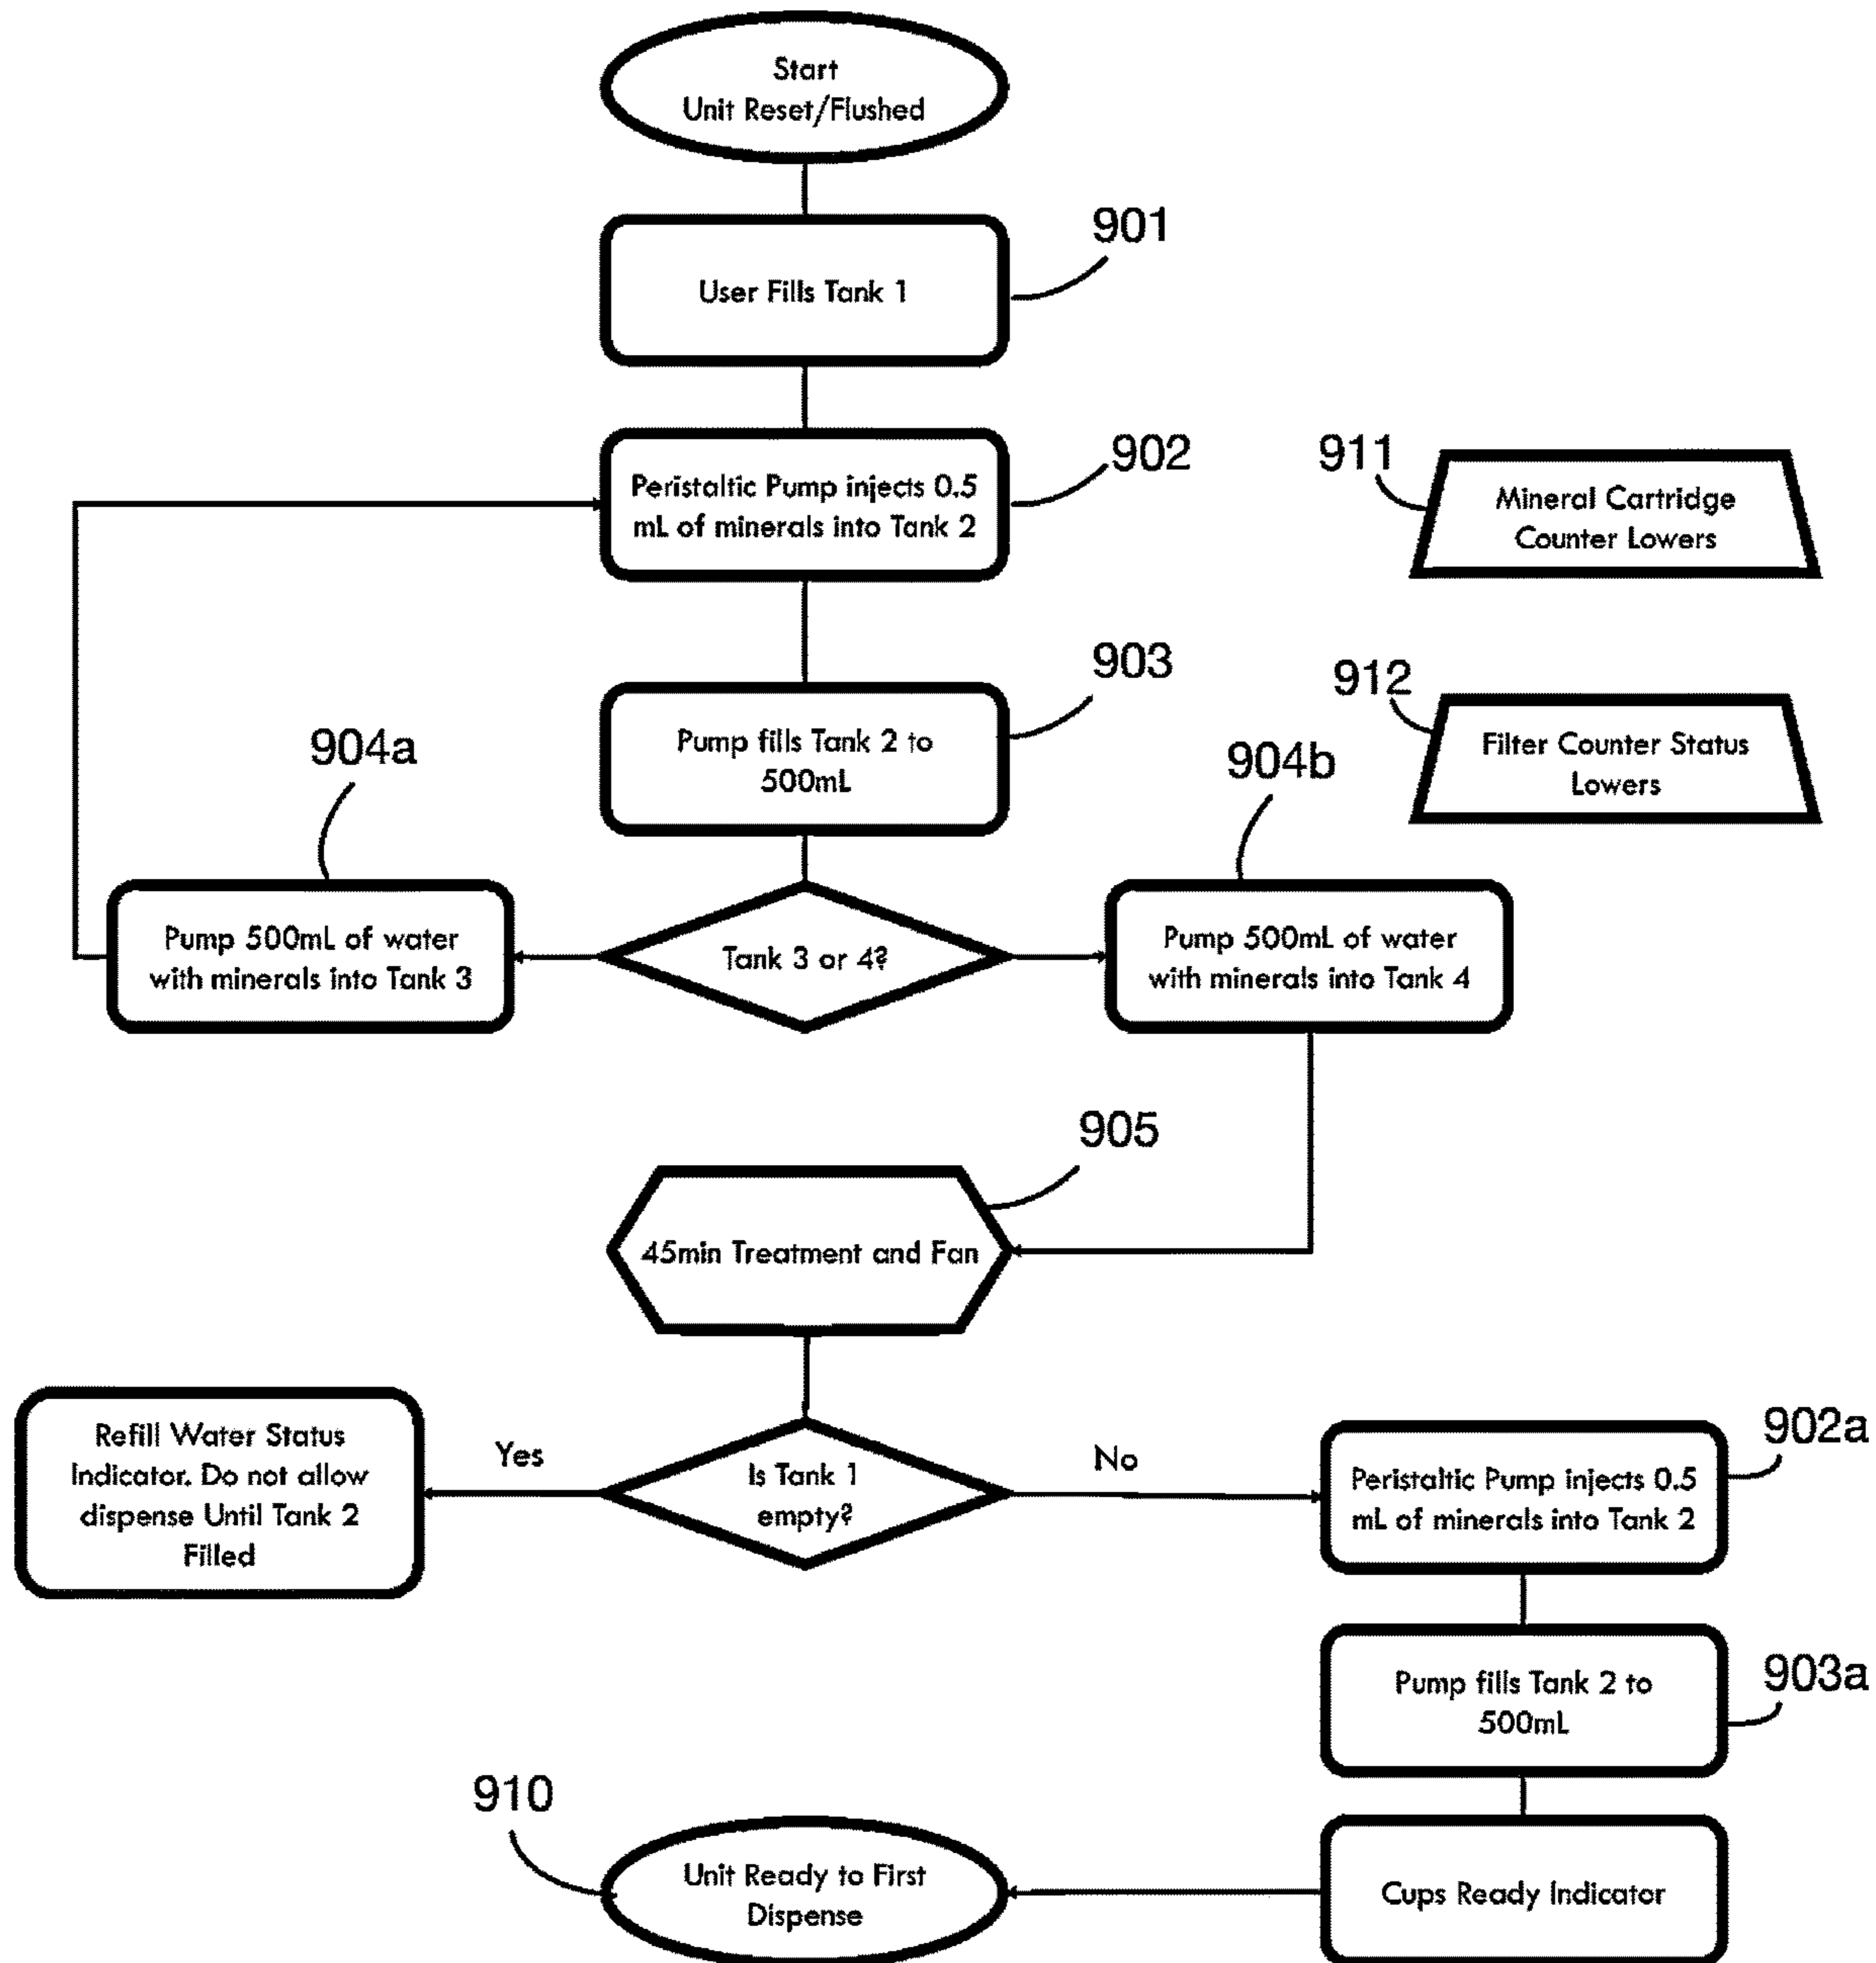 Start
Unit Reset/Flushed
901
User Fills Tank 1
902
Peristaltic Pump injects 0.5
mL of minerals into Tank 2
911
Mineral Cartridge
Counter Lowers
903
Pump fills Tank 2 to
500mL
912
Filter Counter Status
Lowers
904a
Pump 500mL of water
with minerals into Tank 3
Tank 3 or 4?
904b
Pump 500mL of water
with minerals into Tank 4
905
45min Treatment and Fan
Refill Water Status
Indicator. Do not allow
dispense Until Tank 2
Filled
Yes
Is Tank 1
empty?
No
902a
Peristaltic Pump injects 0.5
mL of minerals into Tank 2
903a
Pump fills Tank 2 to
500mL
910
Unit Ready to First
Dispense
Cups Ready Indicator